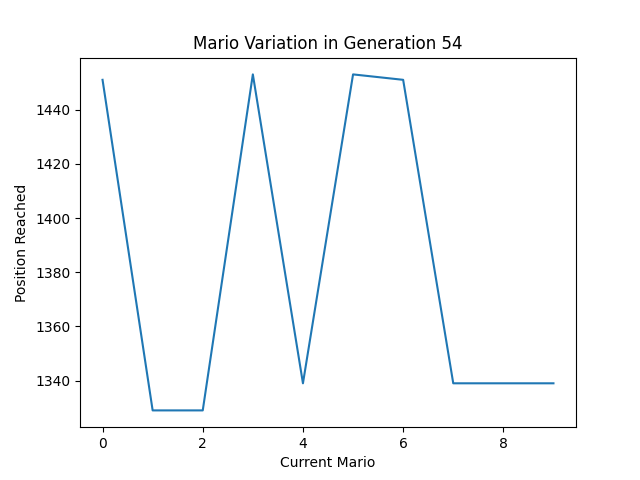 Mario Variation in Generation 54
1440
1420
1400
1380
1360
1340
Position Reached
0 2 4 6 8
Current Mario